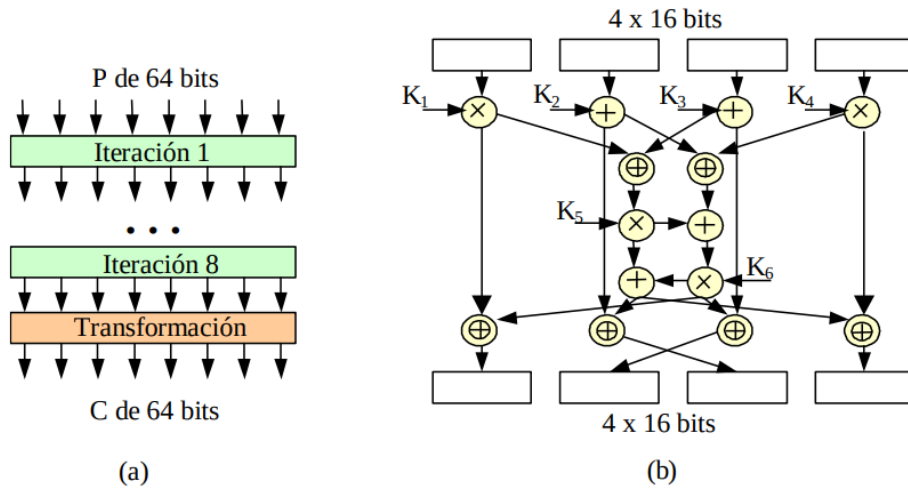 P de 64 bits
Iteración 1
• • •
Iteración 8
Transformación
C de 64 bits
(a)
4 x 16 bits
K₁ × K₂ + K₃ + K₄ ×
⊕ ⊕
K₅ × +
+ × K₆
⊕ ⊕ ⊕ ⊕
4 x 16 bits
(b)